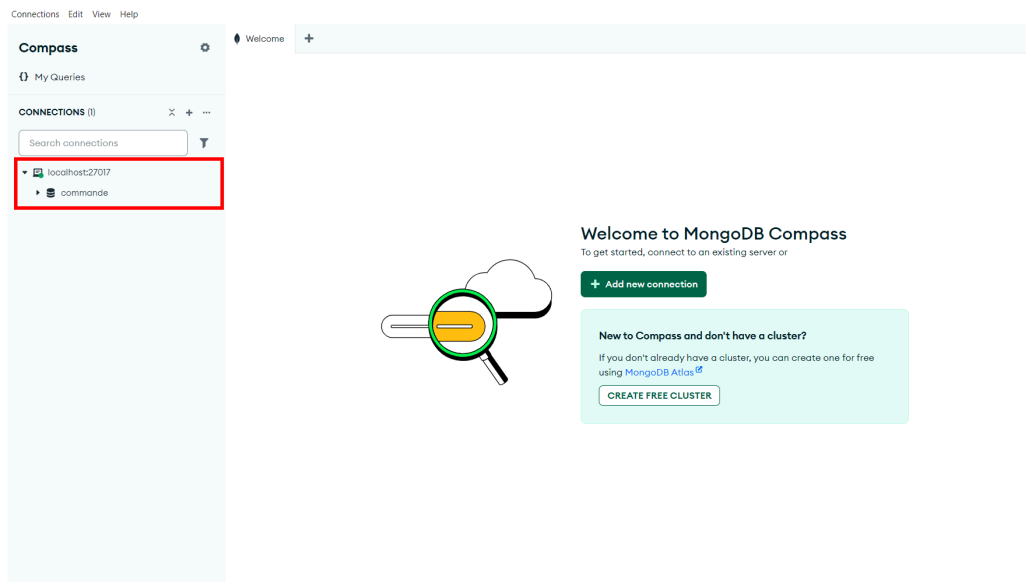 Connections Edit View Help
Compass
Welcome
{} My Queries
CONNECTIONS (1)
Search connections
localhost:27017
commande
Welcome to MongoDB Compass
To get started, connect to an existing server or
+ Add new connection
New to Compass and don't have a cluster?
If you don't already have a cluster, you can create one for free
using MongoDB Atlas
CREATE FREE CLUSTER